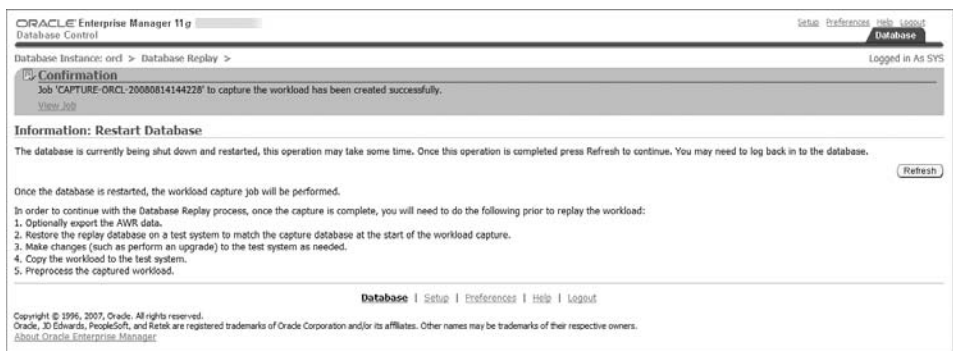 ORACLE Enterprise Manager 11g
Database Control
Setup Preferences Help Logout
Database
Database Instance: orcl > Database Replay >
Logged in As SYS
Confirmation
Job 'CAPTURE-ORCL-20080814144228' to capture the workload has been created successfully.
View Job
Information: Restart Database
The database is currently being shut down and restarted, this operation may take some time. Once this operation is completed press Refresh to continue. You may need to log back in to the database.
Refresh
Once the database is restarted, the workload capture job will be performed.
In order to continue with the Database Replay process, once the capture is complete, you will need to do the following prior to replay the workload:
1. Optionally export the AWR data.
2. Restore the replay database on a test system to match the capture database at the start of the workload capture.
3. Make changes (such as perform an upgrade) to the test system as needed.
4. Copy the workload to the test system.
5. Preprocess the captured workload.
Database | Setup | Preferences | Help | Logout
Copyright © 1996, 2007, Oracle. All rights reserved.
Oracle, JD Edwards, PeopleSoft, and Retek are registered trademarks of Oracle Corporation and/or its affiliates. Other names may be trademarks of their respective owners.
About Oracle Enterprise Manager